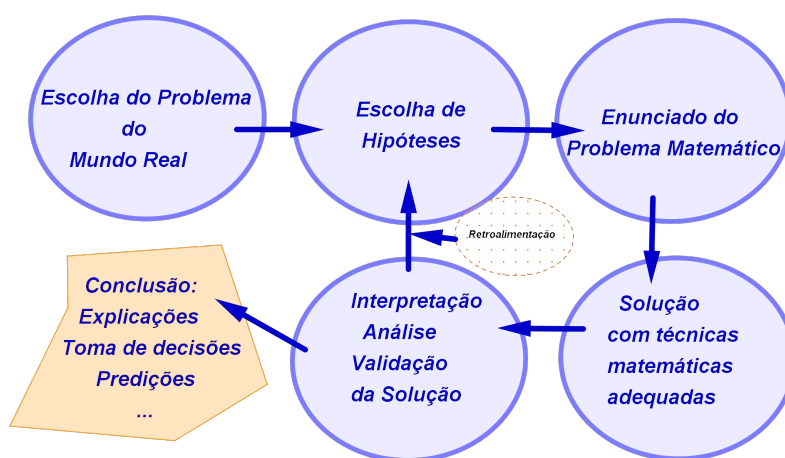 Escolha do Problema
do
Mundo Real
Escolha de
Hipóteses
Enunciado do
Problema Matemático
Retroalimentação
Solução
com técnicas
matemáticas
adequadas
Interpretação
Análise
Validação
da Solução
Conclusão:
Explicações
Toma de decisões
Predições
...